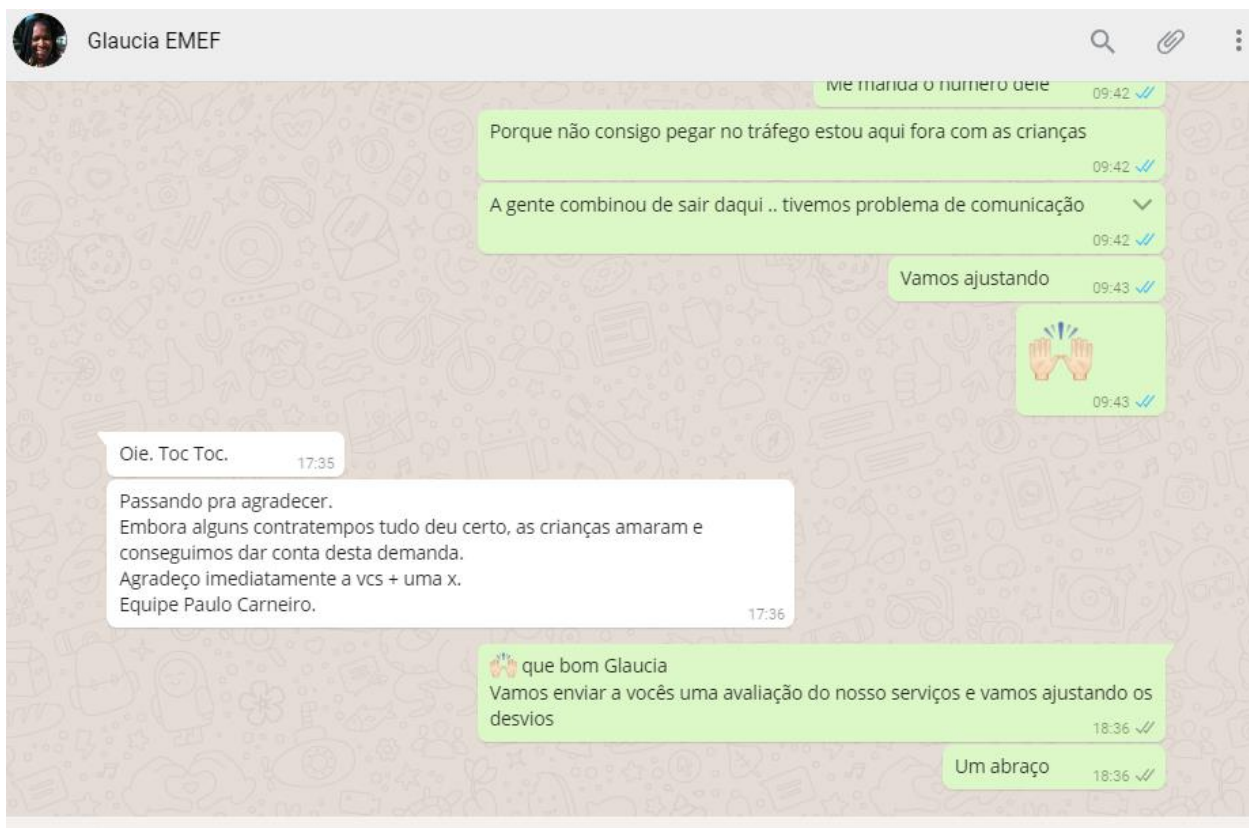 Glaucia EMEF
Me manda o numero dele
09:42
Porque não consigo pegar no tráfego estou aqui fora com as crianças
09:42
A gente combinou de sair daqui .. tivemos problema de comunicação
09:42
Vamos ajustando 09:43
09:43
Oie. Toc Toc. 17:35
Passando pra agradecer.
Embora alguns contratempos tudo deu certo, as crianças amaram e
conseguimos dar conta desta demanda.
Agradeço imediatamente a vcs + uma x.
Equipe Paulo Carneiro.
17:36
🙌🏻 que bom Glaucia
Vamos enviar a vocês uma avaliação do nosso serviços e vamos ajustando os
desvios
18:36
Um abraço 18:36